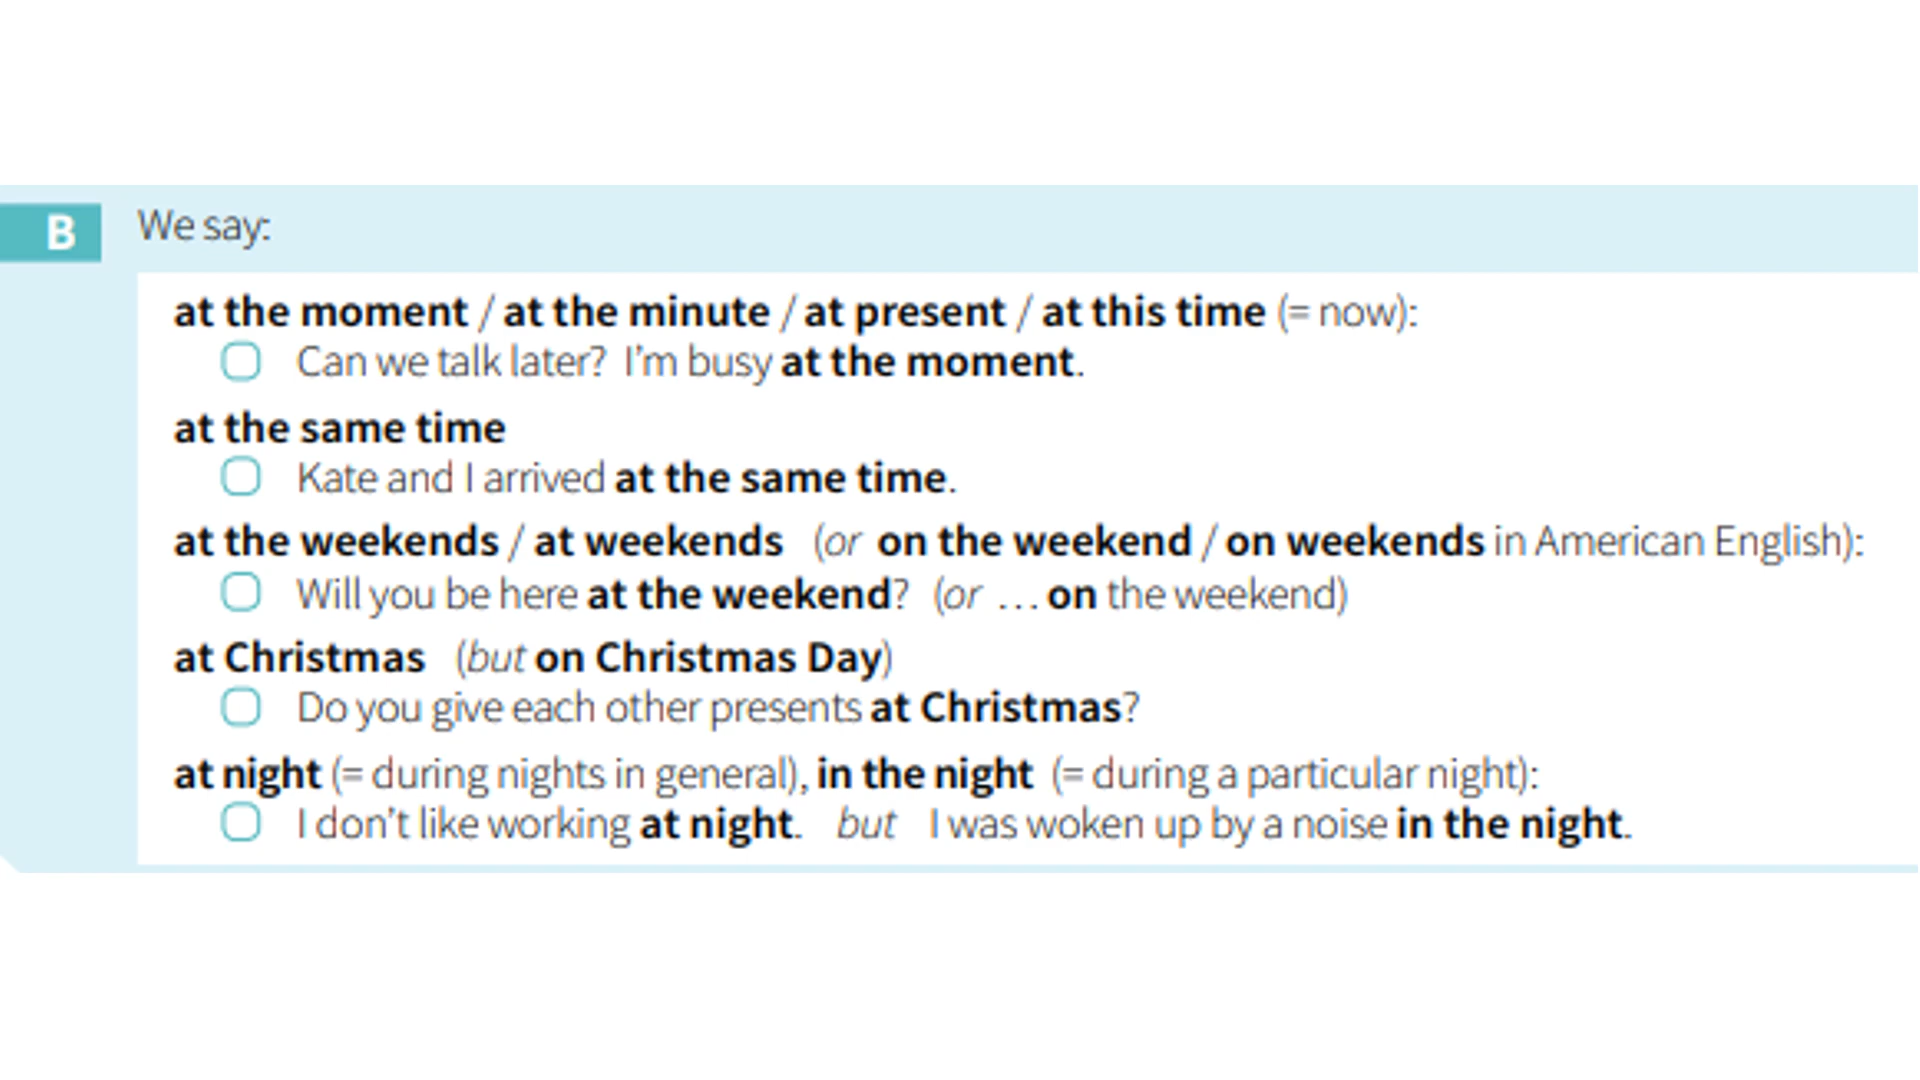 B We say:
at the moment / at the minute / at present / at this time (= now):
Can we talk later? I'm busy at the moment.
at the same time
Kate and I arrived at the same time.
at the weekends / at weekends (or on the weekend / on weekends in American English):
Will you be here at the weekend? (or … on the weekend)
at Christmas (but on Christmas Day)
Do you give each other presents at Christmas?
at night (= during nights in general), in the night (= during a particular night):
I don't like working at night. but I was woken up by a noise in the night.